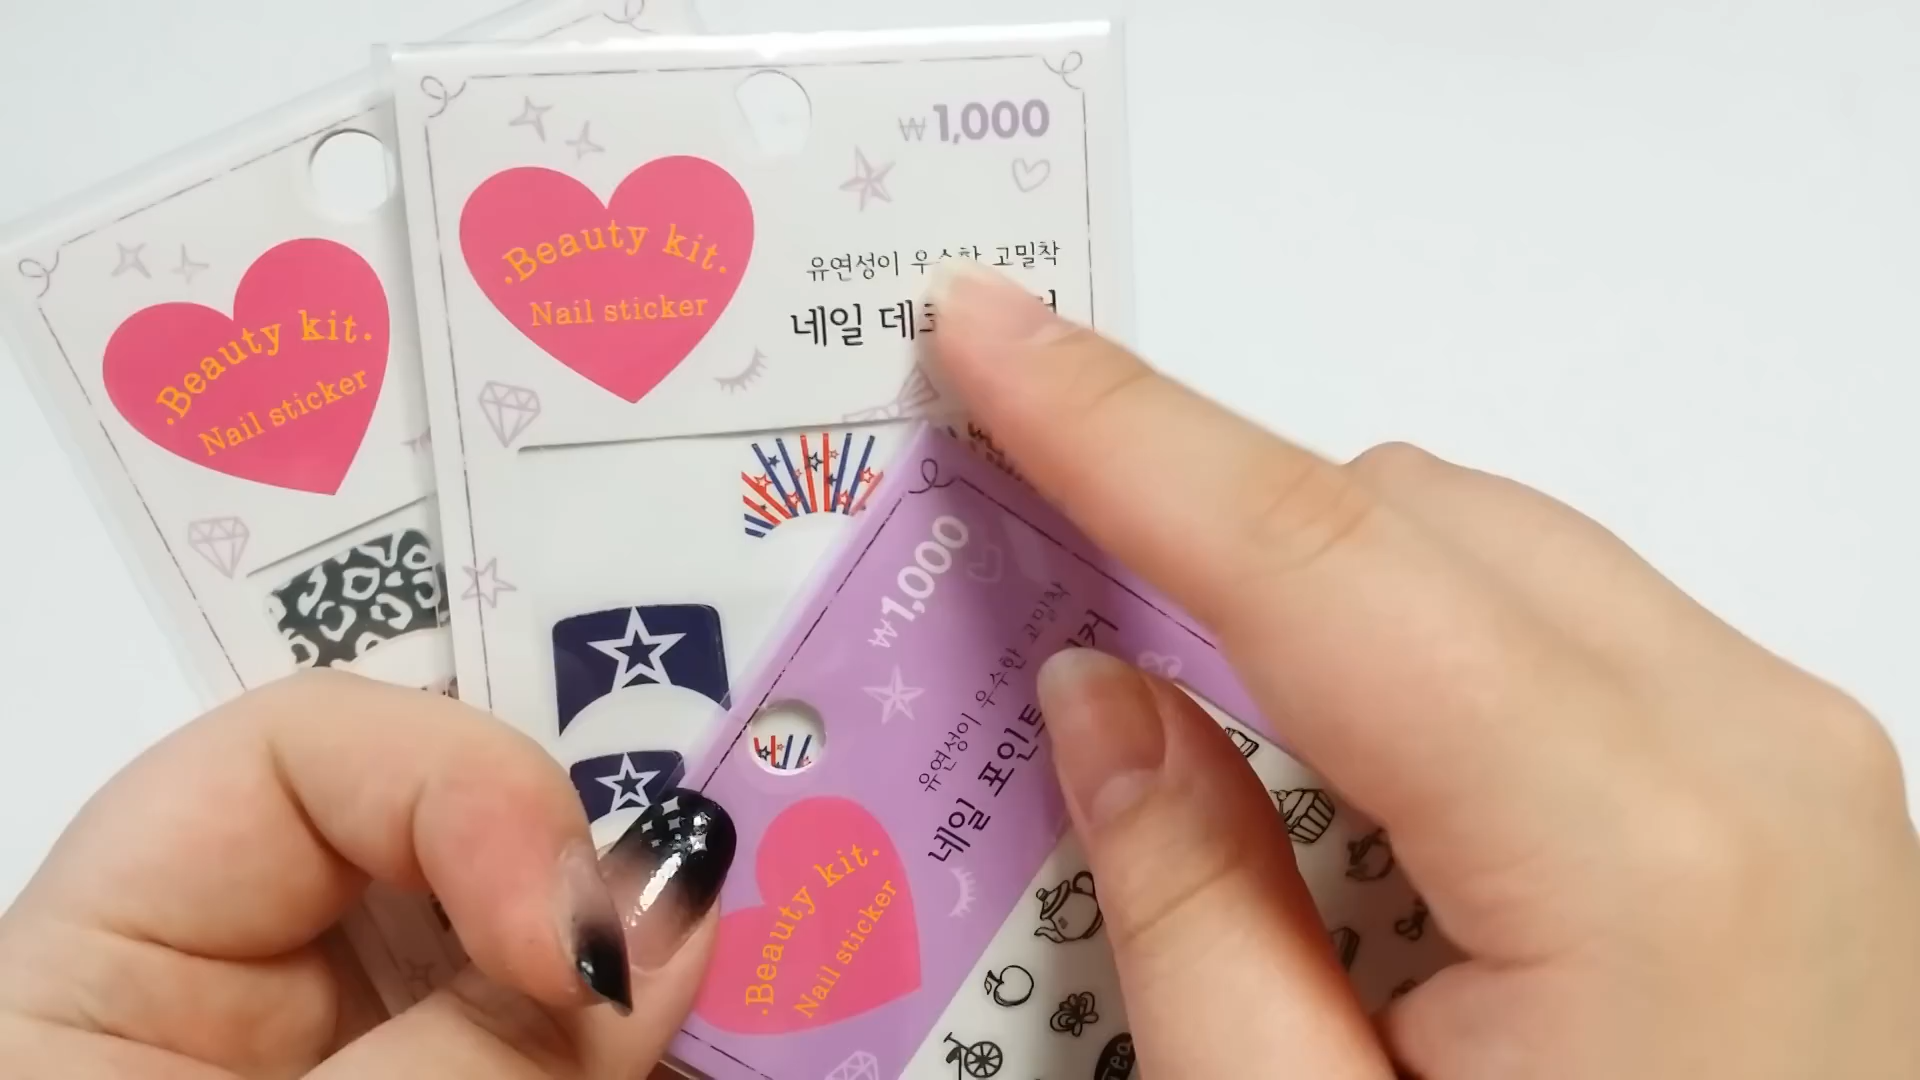 ₩1,000
.Beauty kit.
Nail sticker
유연성이 우수한 고밀착
네일
.Beauty kit.
Nail sticker
₩1,000
유연성이 우수한 고밀착
네일 포인트
.Beauty kit.
Nail sticker
Tea